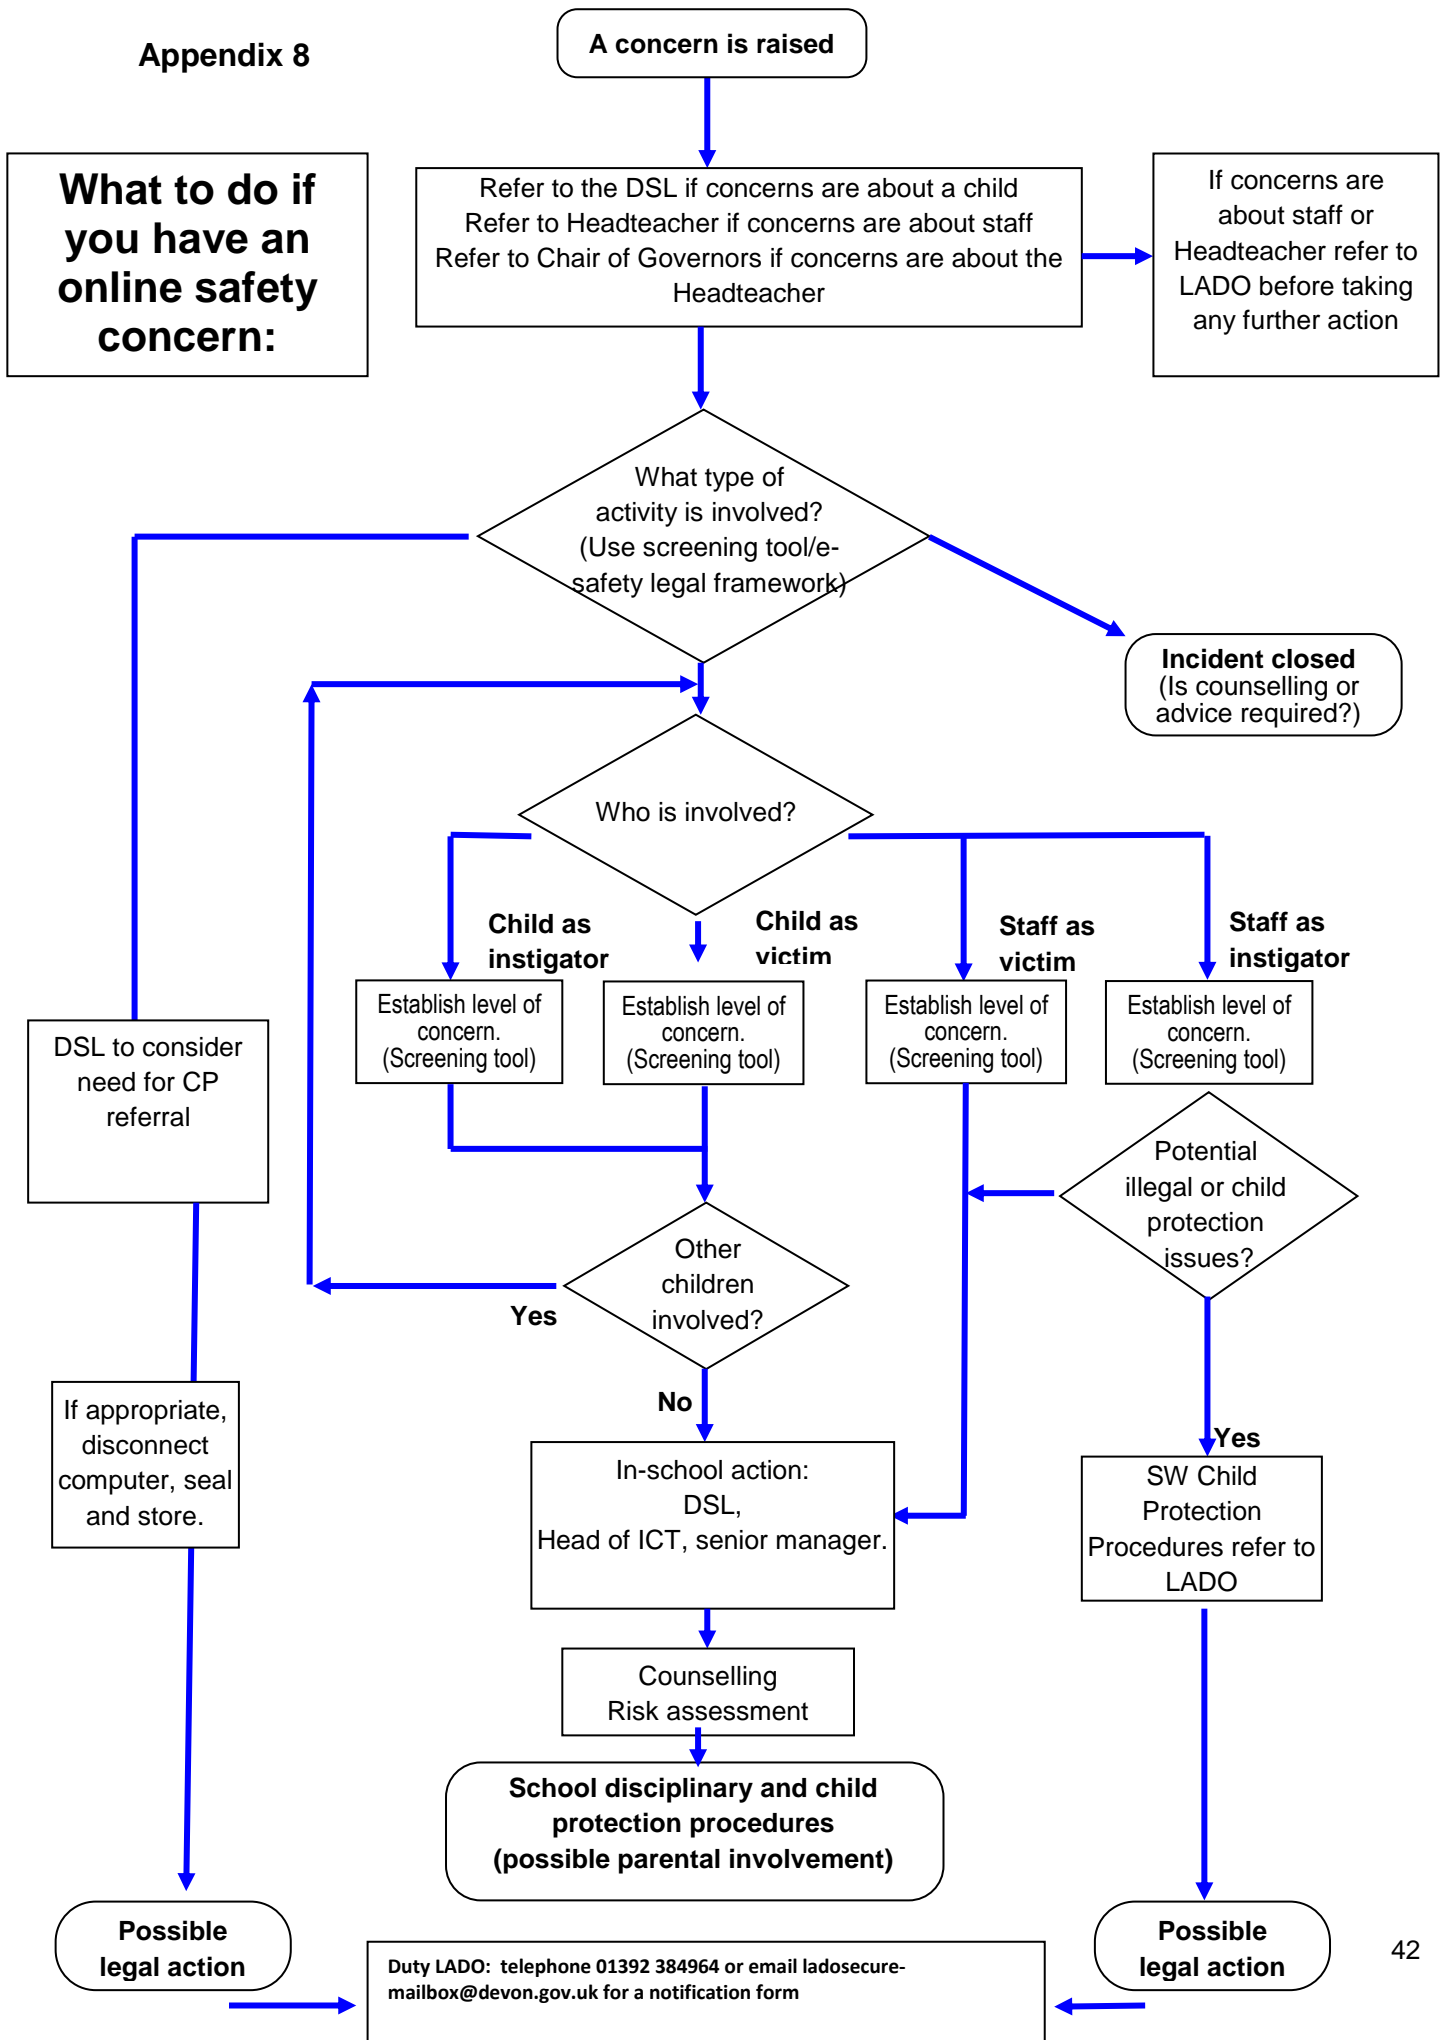 Appendix 8
A concern is raised
What to do if
you have an
online safety
concern:
Refer to the DSL if concerns are about a child
Refer to Headteacher if concerns are about staff
Refer to Chair of Governors if concerns are about the
Headteacher
If concerns are
about staff or
Headteacher refer to
LADO before taking
any further action
What type of
activity is involved?
(Use screening tool/e-
safety legal framework)
Incident closed
(Is counselling or
advice required?)
Who is involved?
Child as
instigator
Child as
victim
Staff as
victim
Staff as
instigator
Establish level of
concern.
(Screening tool)
Establish level of
concern.
(Screening tool)
Establish level of
concern.
(Screening tool)
Establish level of
concern.
(Screening tool)
DSL to consider
need for CP
referral
Potential
illegal or child
protection
issues?
Other
children
involved?
Yes
No
Yes
If appropriate,
disconnect
computer, seal
and store.
In-school action:
DSL,
Head of ICT, senior manager.
SW Child
Protection
Procedures refer to
LADO
Counselling
Risk assessment
School disciplinary and child
protection procedures
(possible parental involvement)
Possible
legal action
Possible
legal action
42
Duty LADO: telephone 01392 384964 or email ladosecure-
mailbox@devon.gov.uk for a notification form